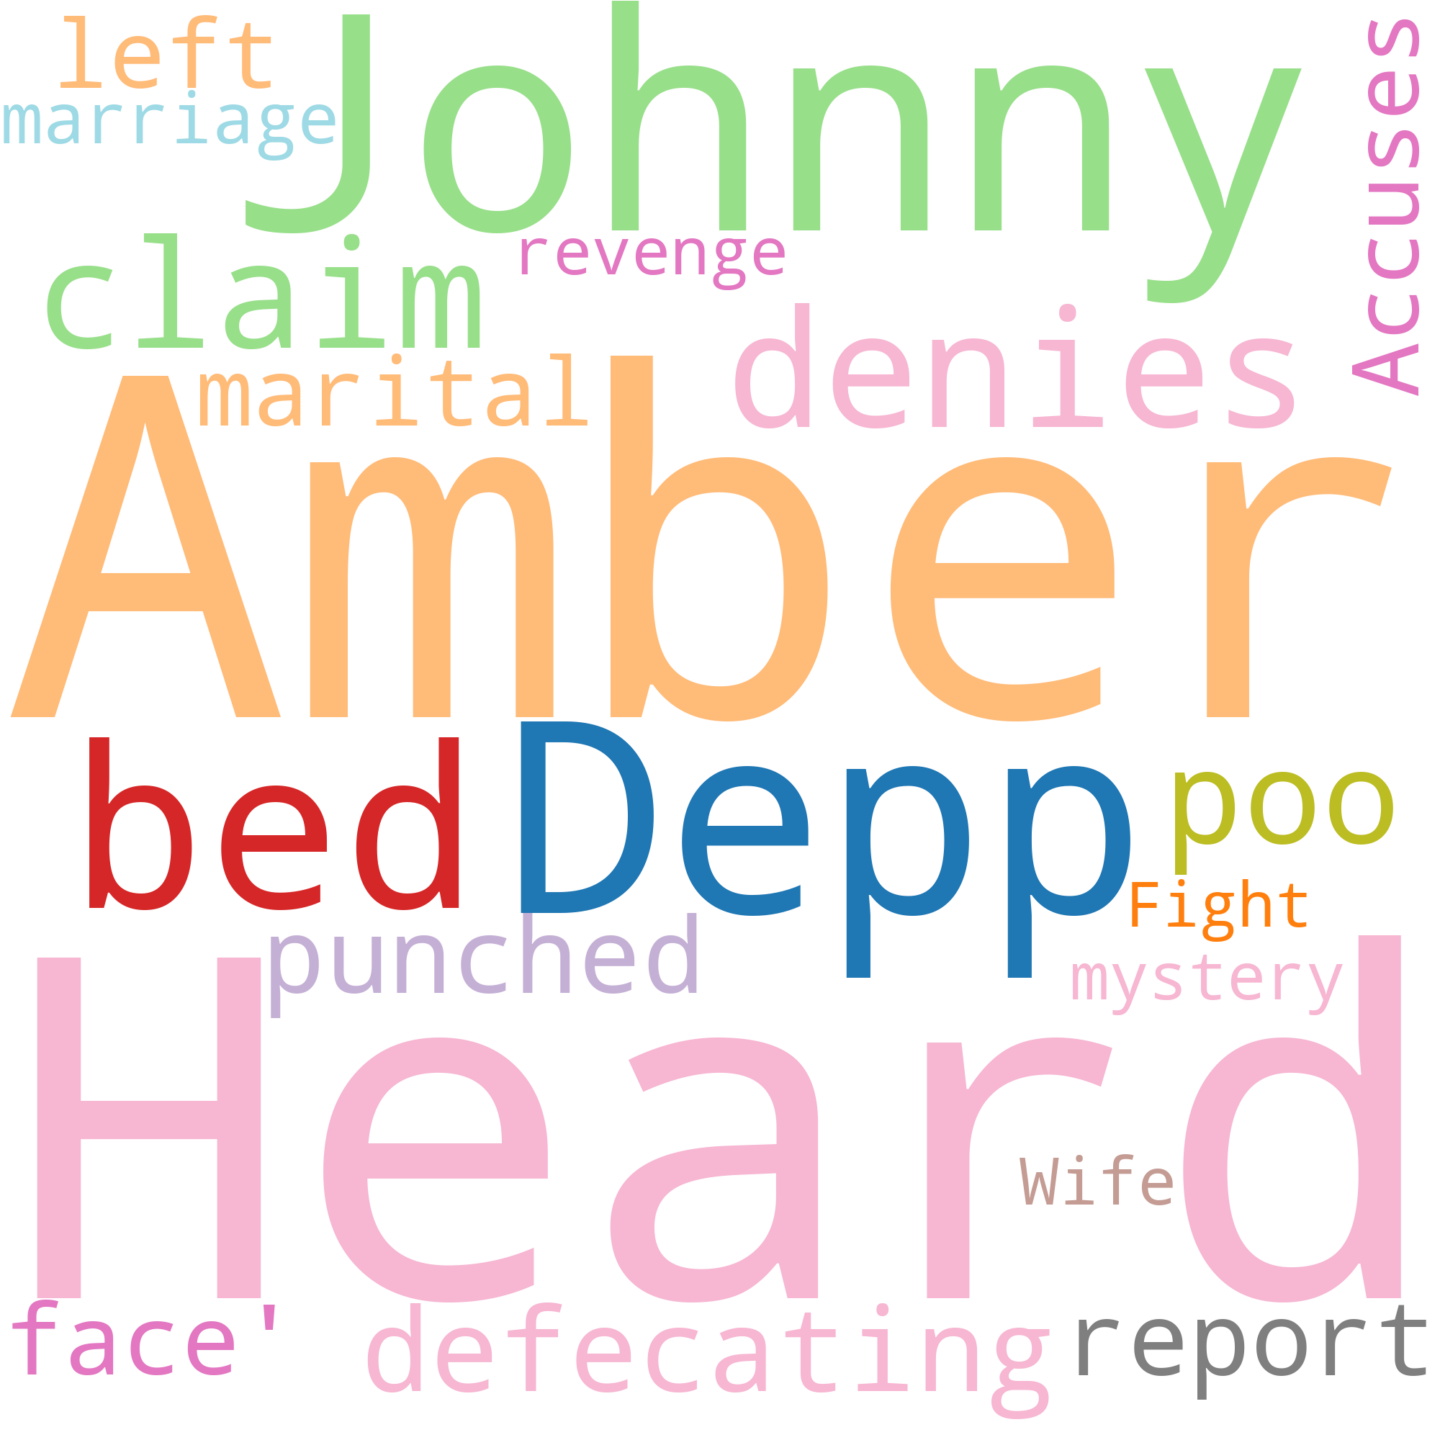 left
Johnny
Accuses
marriage
revenge
claim
denies
marital
Amber
bed
Depp
poo
Fight
punched
mystery
Heard
Wife
face'
defecating
report